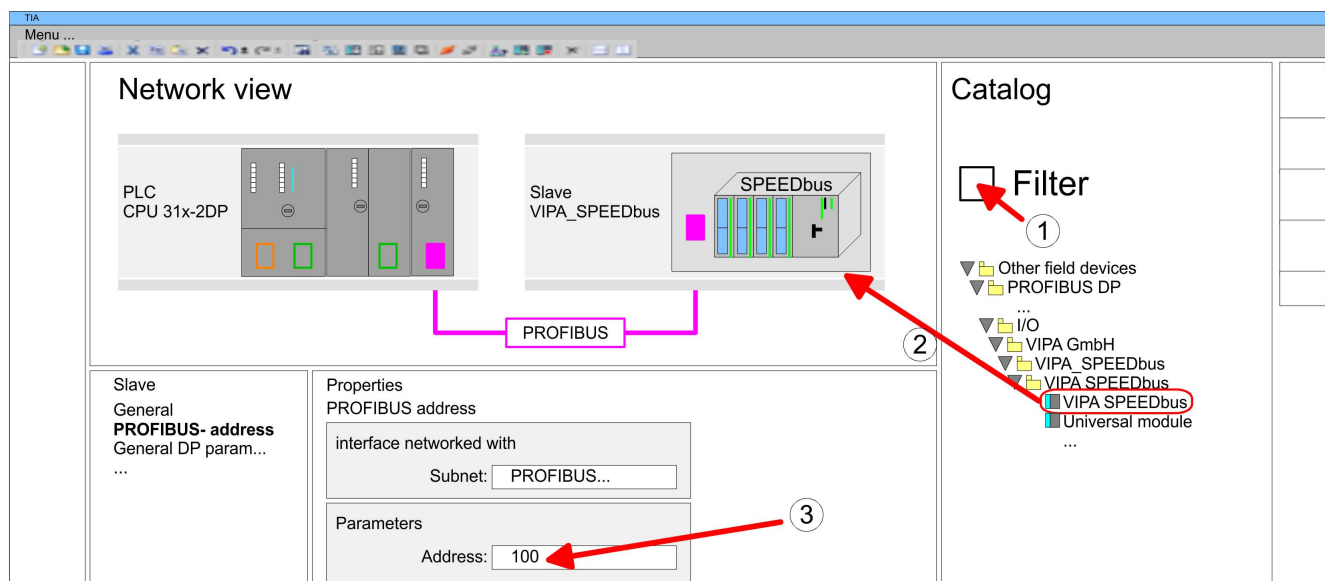 TIA
Menu ...
Network view
PLC
CPU 31x-2DP
Slave
VIPA_SPEEDbus
SPEEDbus
PROFIBUS
2
Catalog
Filter
1
Other field devices
PROFIBUS DP
...
I/O
VIPA GmbH
VIPA_SPEEDbus
VIPA SPEEDbus
VIPA SPEEDbus
Universal module
...
Slave
General
PROFIBUS- address
General DP param...
...
Properties
PROFIBUS address
interface networked with
Subnet: PROFIBUS...
Parameters
Address: 100
3